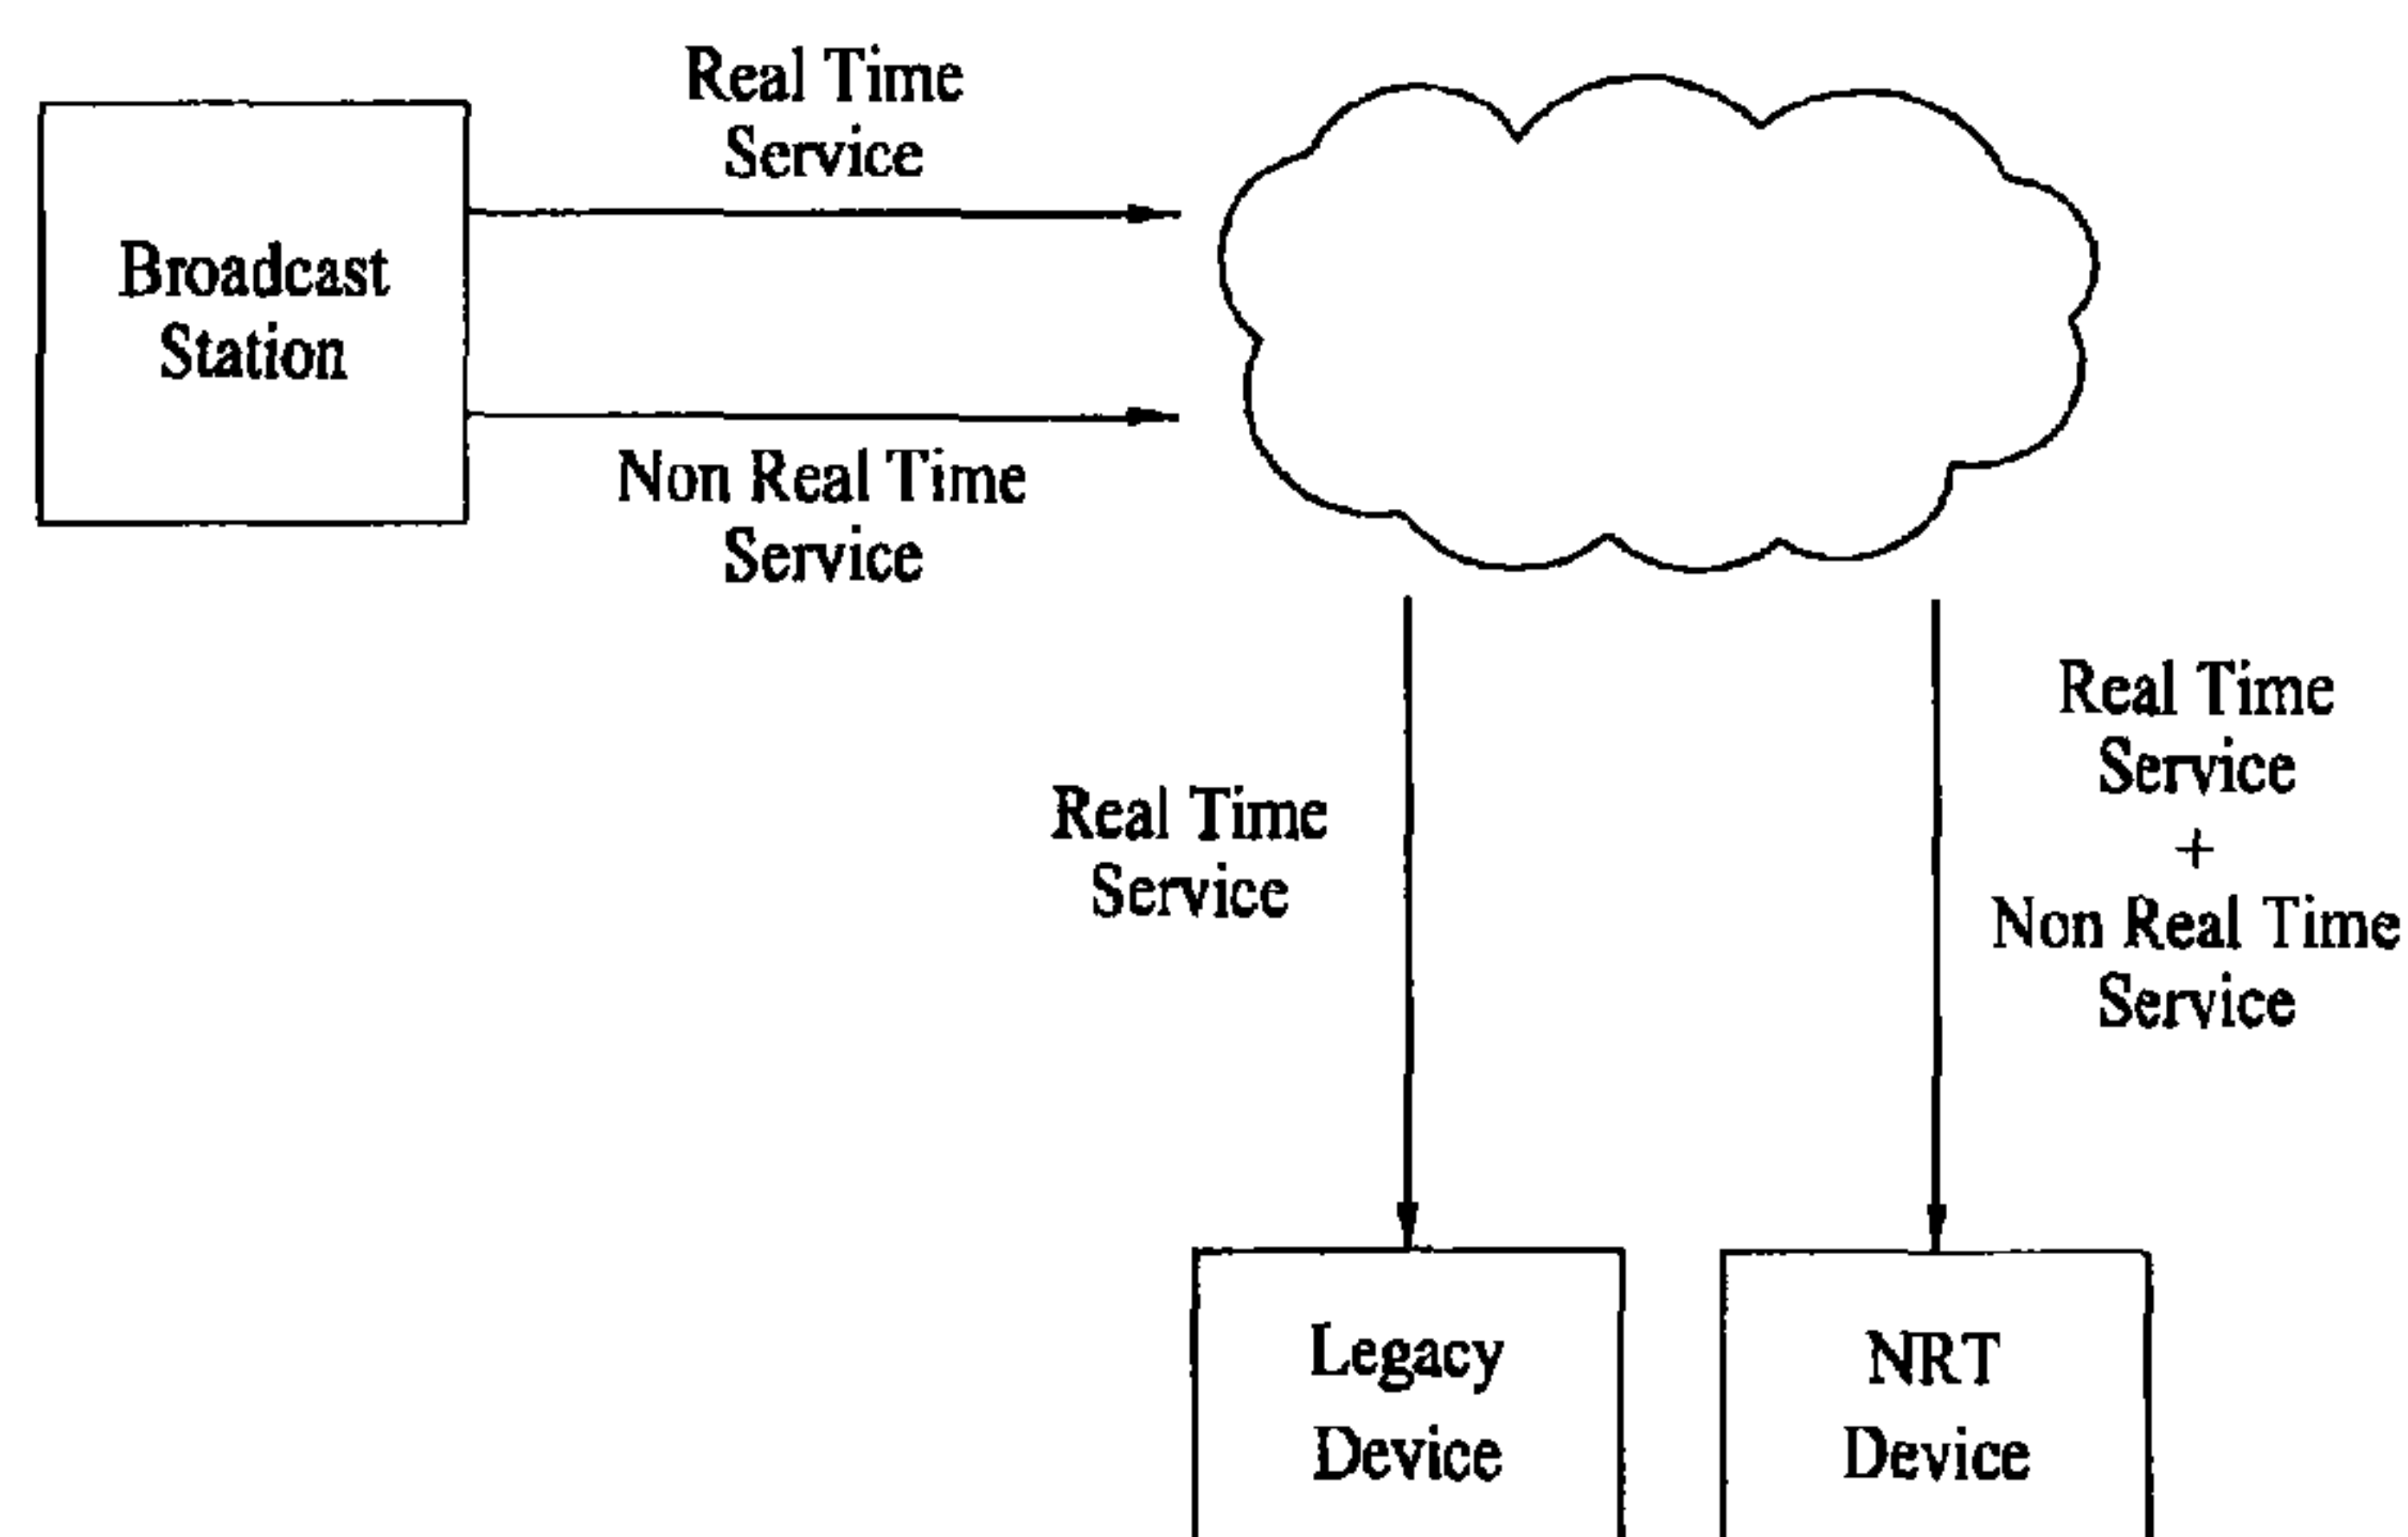 Real Time
Service
Broadcast
Station
Non Real Time
Service
Real Time
Service
Real Time
Service
+
Non Real Time
Service
Legacy
Device
NRT
Device